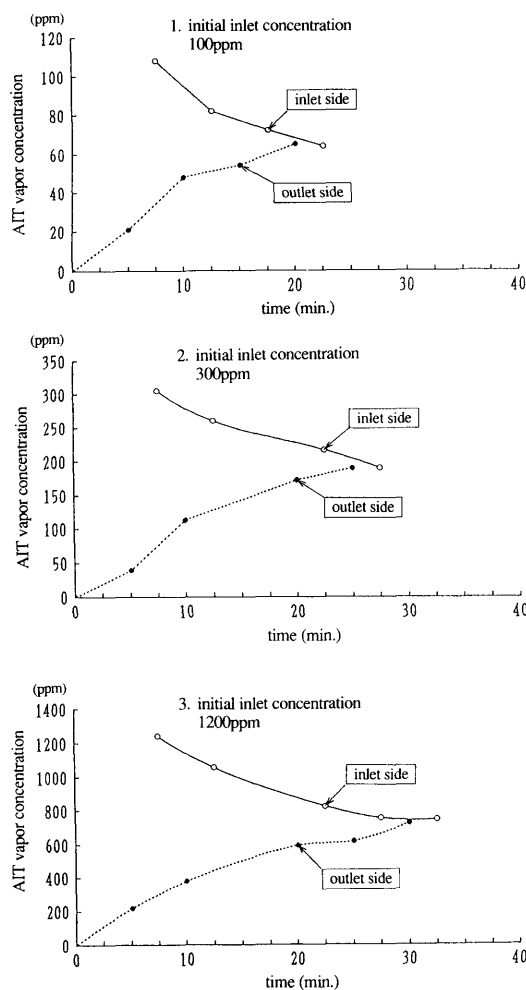 (ppm)
1. initial inlet concentration
100ppm
120
100
80
60
40
20
0
AIT vapor concentration
inlet side
outlet side
0
10
20
30
40
time (min.)
(ppm)
2. initial inlet concentration
300ppm
350
300
250
200
150
100
50
0
AIT vapor concentration
inlet side
outlet side
0
10
20
30
40
time (min.)
(ppm)
3. initial inlet concentration
1200ppm
1400
1200
1000
800
600
400
200
0
AIT vapor concentration
inlet side
outlet side
0
10
20
30
40
time (min.)